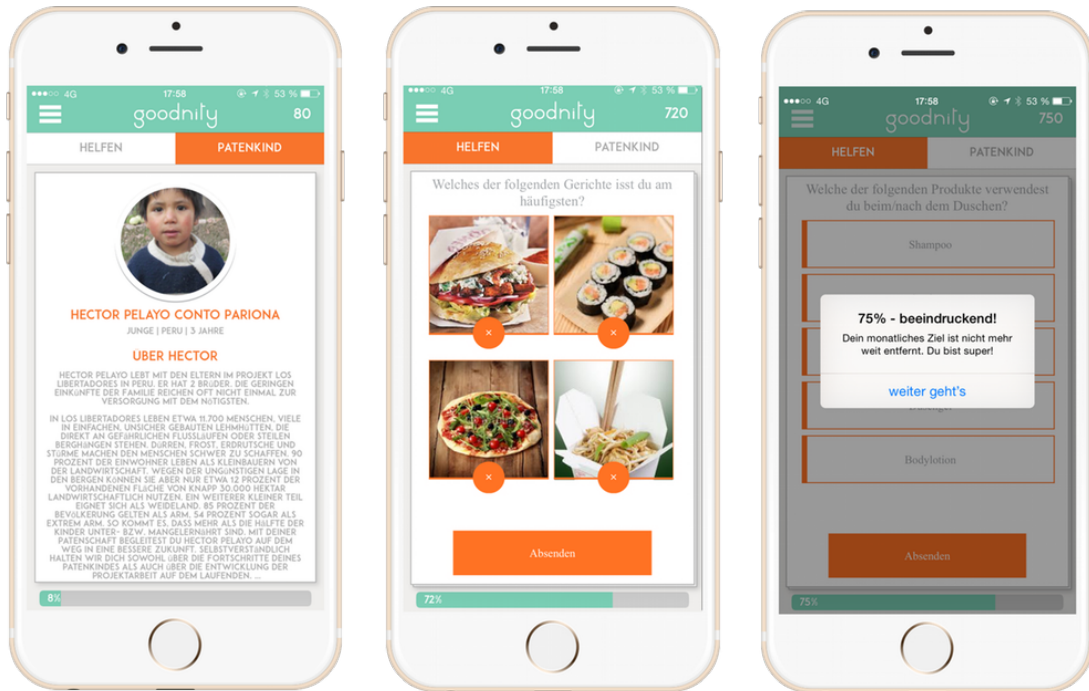 4G 17:58 53 %
goodnity 80
HELFEN PATENKIND
HECTOR PELAYO CONTO PARIONA
JUNGE | PERU | 3 JAHRE
ÜBER HECTOR
HECTOR PELAYO LEBT MIT DEN ELTERN IM PROJEKT LOS
LIBERTADORES IN PERU. ER HAT 2 BRüDER. DIE GERINGEN
EINKüNFTE DER FAMILIE REICHEN OFT NICHT EINMAL ZUR
VERSORGUNG MIT DEM NöTIGSTEN.
IN LOS LIBERTADORES LEBEN ETWA 11.700 MENSCHEN, VIELE
IN EINFACHEN, UNSICHER GEBAUTEN LEHMHüTTEN, DIE
DIREKT AN GEFäHRLICHEN FLUSSLäUFEN ODER STEILEN
BERGHäNGEN STEHEN. DüRREN, FROST, ERDRUTSCHE UND
STüRME MACHEN DEN MENSCHEN SCHWER ZU SCHAFFEN. 90
PROZENT DER EINWOHNER LEBEN ALS KLEINBAUERN VON
DER LANDWIRTSCHAFT. WEGEN DER UNGüNSTIGEN LAGE IN
DEN BERGEN KöNNEN SIE ABER NUR ETWA 12 PROZENT DER
VORHANDENEN FLäCHE VON KNAPP 30.000 HEKTAR
LANDWIRTSCHAFTLICH NUTZEN. EIN WEITERER KLEINER TEIL
EIGNET SICH ALS WEIDELAND. 85 PROZENT DER
BEVöLKERUNG GELTEN ALS ARM, 54 PROZENT SOGAR ALS
EXTREM ARM. SO KOMMT ES, DASS MEHR ALS DIE HäLFTE DER
KINDER UNTER- BZW. MANGELERNäHRT SIND. MIT DEINER
PATENSCHAFT BEGLEITEST DU HECTOR PELAYO AUF DEM
WEG IN EINE BESSERE ZUKUNFT. SELBSTVERSTäNDLICH
HALTEN WIR DICH SOWOHL üBER DIE FORTSCHRITTE DEINES
PATENKINDES ALS AUCH üBER DIE ENTWICKLUNG DER
PROJEKTARBEIT AUF DEM LAUFENDEN. ...
8%
4G 17:58 53 %
goodnity 720
HELFEN PATENKIND
Welches der folgenden Gerichte isst du am
häufigsten?
×
×
×
×
Absenden
72%
4G 17:58 53 %
goodnity 750
HELFEN PATENKIND
Welche der folgenden Produkte verwendest
du beim/nach dem Duschen?
Shampoo
75% - beeindruckend!
Dein monatliches Ziel ist nicht mehr
weit entfernt. Du bist super!
weiter geht's
Bodylotion
Absenden
75%